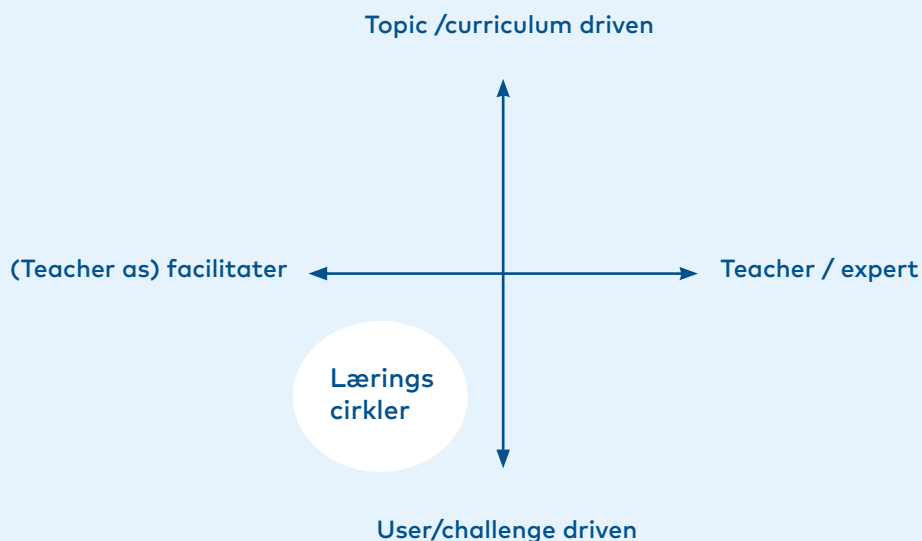 Topic /curriculum driven
(Teacher as) facilitater
Teacher / expert
Lærings
cirkler
User/challenge driven